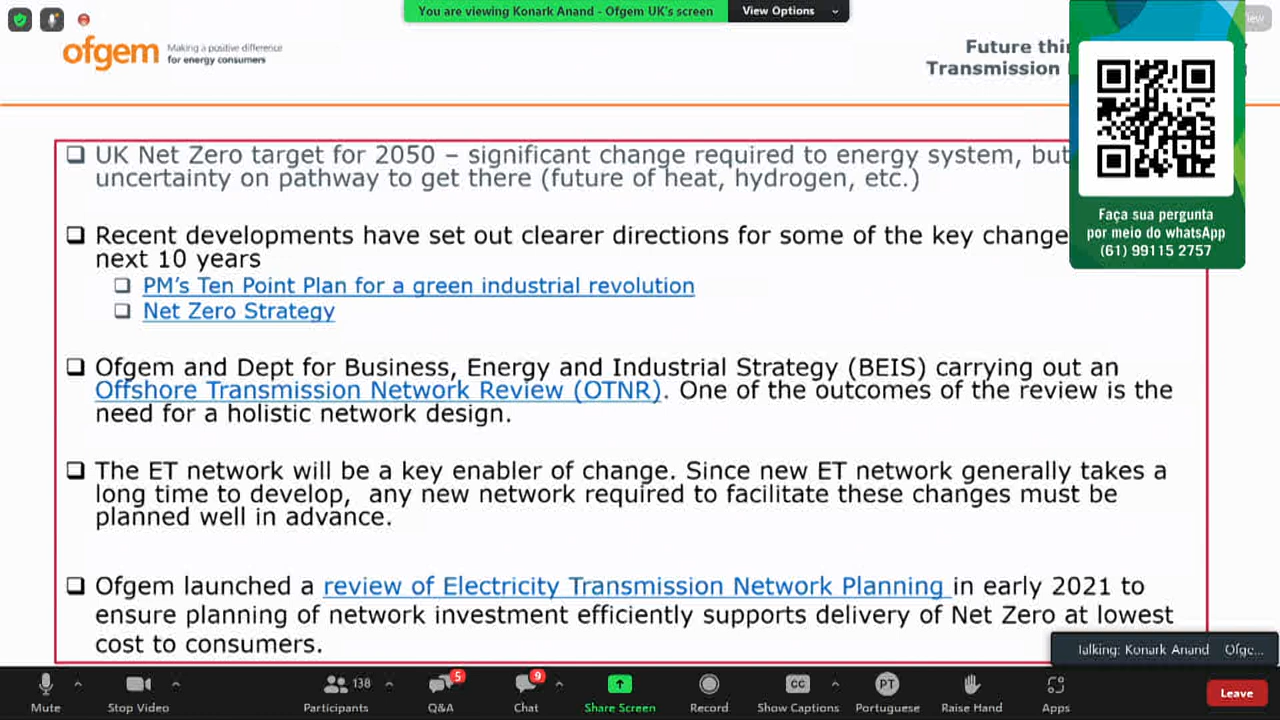 You are viewing Konark Anand - Ofgem UK's screen
View Options
ofgem
Making a positive difference
for energy consumers
Transmission
Faça sua pergunta
por meio do whatsApp
(61) 99115 2757
UK Net Zero target for 2050 – significant change required to energy system, but
uncertainty on pathway to get there (future of heat, hydrogen, etc.)
Recent developments have set out clearer directions for some of the key change
next 10 years
PM's Ten Point Plan for a green industrial revolution
Net Zero Strategy
Ofgem and Dept for Business, Energy and Industrial Strategy (BEIS) carrying out an
Offshore Transmission Network Review (OTNR). One of the outcomes of the review is the
need for a holistic network design.
The ET network will be a key enabler of change. Since new ET network generally takes a
long time to develop, any new network required to facilitate these changes must be
planned well in advance.
Ofgem launched a review of Electricity Transmission Network Planning in early 2021 to
ensure planning of network investment efficiently supports delivery of Net Zero at lowest
cost to consumers.
Talking: Konark Anand Ofgc...
Mute
Stop Video
138
Participants
5
Q&A
9
Chat
Share Screen
Record
CC
Show Captions
PT
Portuguese
Raise Hand
Apps
Leave